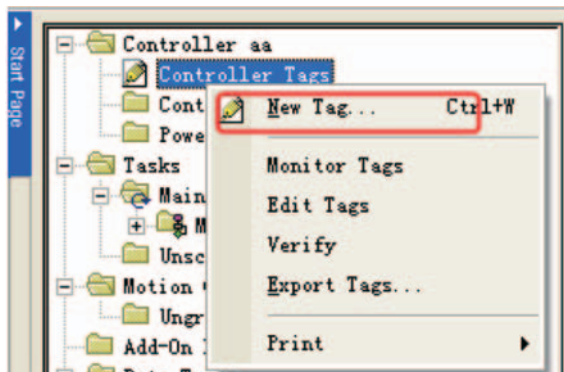 Start Page
Controller aa
Controller Tags
Cont
Powe
Tasks
Main
M
Unsc
Motion
Ungr
Add-On
New Tag... Ctrl+W
Monitor Tags
Edit Tags
Verify
Export Tags...
Print